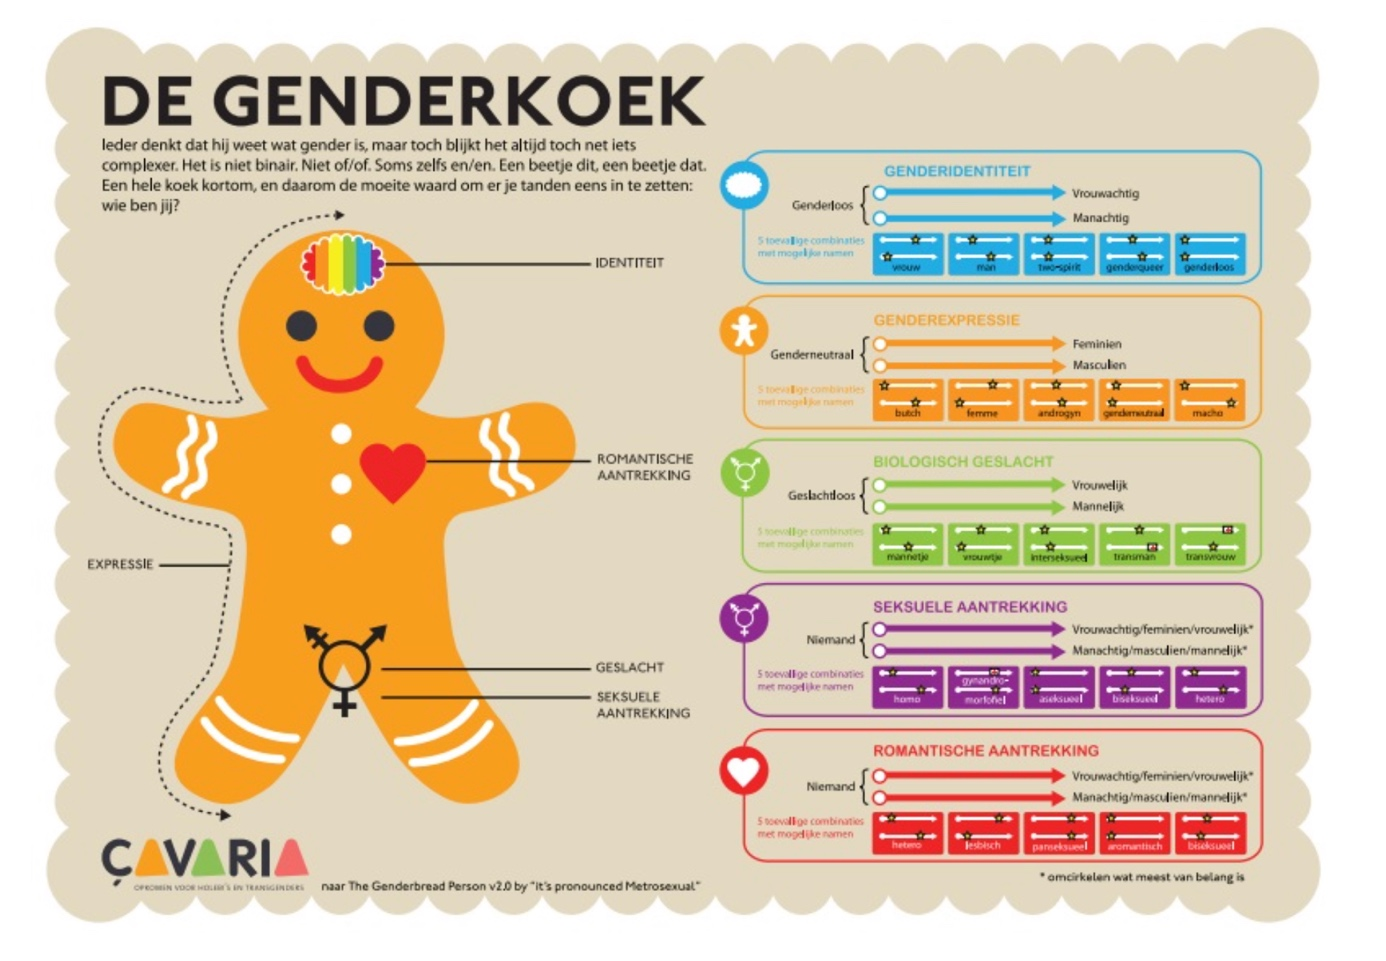 DE GENDERKOEK
Ieder denkt dat hij weet wat gender is, maar toch blijkt het altijd toch net iets
complexer. Het is niet binair. Niet of/of. Soms zelfs en/en. Een beetje dit, een beetje dat.
Een hele koek kortom, en daarom de moeite waard om er je tanden eens in te zetten:
wie ben jij?
IDENTITEIT
ROMANTISCHE
AANTREKKING
EXPRESSIE
GESLACHT
SEKSUELE
AANTREKKING
GENDERIDENTITEIT
Genderloos
Vrouwachtig
Manachtig
5 toevallige combinaties
met mogelijke namen
vrouw man two-spirit genderqueer genderloos
GENDEREXPRESSIE
Genderneutraal
Feminien
Masculien
5 toevallige combinaties
met mogelijke namen
butch femme androgyn genderneutraal macho
BIOLOGISCH GESLACHT
Geslachtloos
Vrouwelijk
Mannelijk
5 toevallige combinaties
met mogelijke namen
mannetje vrouwtje interseksueel transman transvrouw
SEKSUELE AANTREKKING
Niemand
Vrouwachtig/feminien/vrouwelijk*
Manachtig/masculien/mannelijk*
5 toevallige combinaties
met mogelijke namen
homo gynandro-
morfofiel aseksueel biseksueel hetero
ROMANTISCHE AANTREKKING
Niemand
Vrouwachtig/feminien/vrouwelijk*
Manachtig/masculien/mannelijk*
5 toevallige combinaties
met mogelijke namen
hetero lesbisch panseksueel aromantisch biseksueel
* omcirkelen wat meest van belang is
ÇAVARIA
OPKOMEN VOOR HOLEBI'S EN TRANSGENDERS
naar The Genderbread Person v2.0 by "It's pronounced Metrosexual"